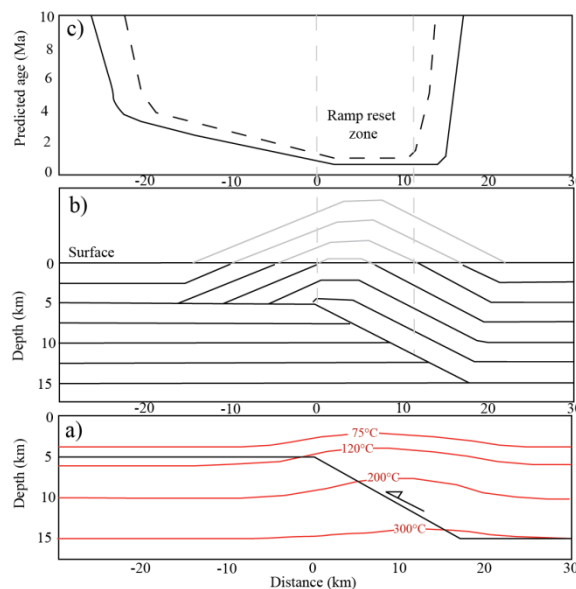 c)
Predicted age (Ma)
10
8
6
4
2
0
Ramp reset
zone
-20
-10
0
10
20
30
b)
Surface
Depth (km)
0
5
10
15
-20
-10
0
10
20
30
a)
Depth (km)
0
5
10
15
75°C
120°C
200°C
300°C
-20
-10
0
10
20
30
Distance (km)